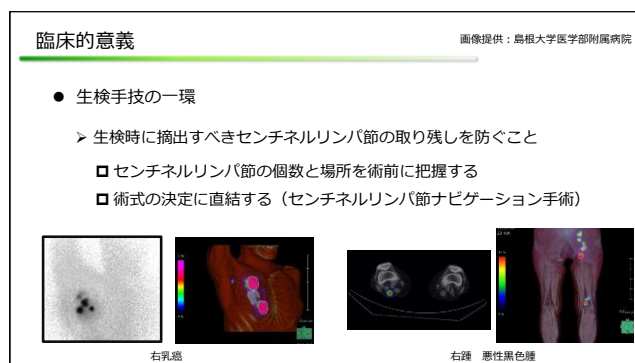 臨床的意義
画像提供：島根大学医学部附属病院
● 生検手技の一環
➢ 生検時に摘出すべきセンチネルリンパ節の取り残しを防ぐこと
センチネルリンパ節の個数と場所を術前に把握する
術式の決定に直結する（センチネルリンパ節ナビゲーション手術）
右乳癌
右踵 悪性黒色腫